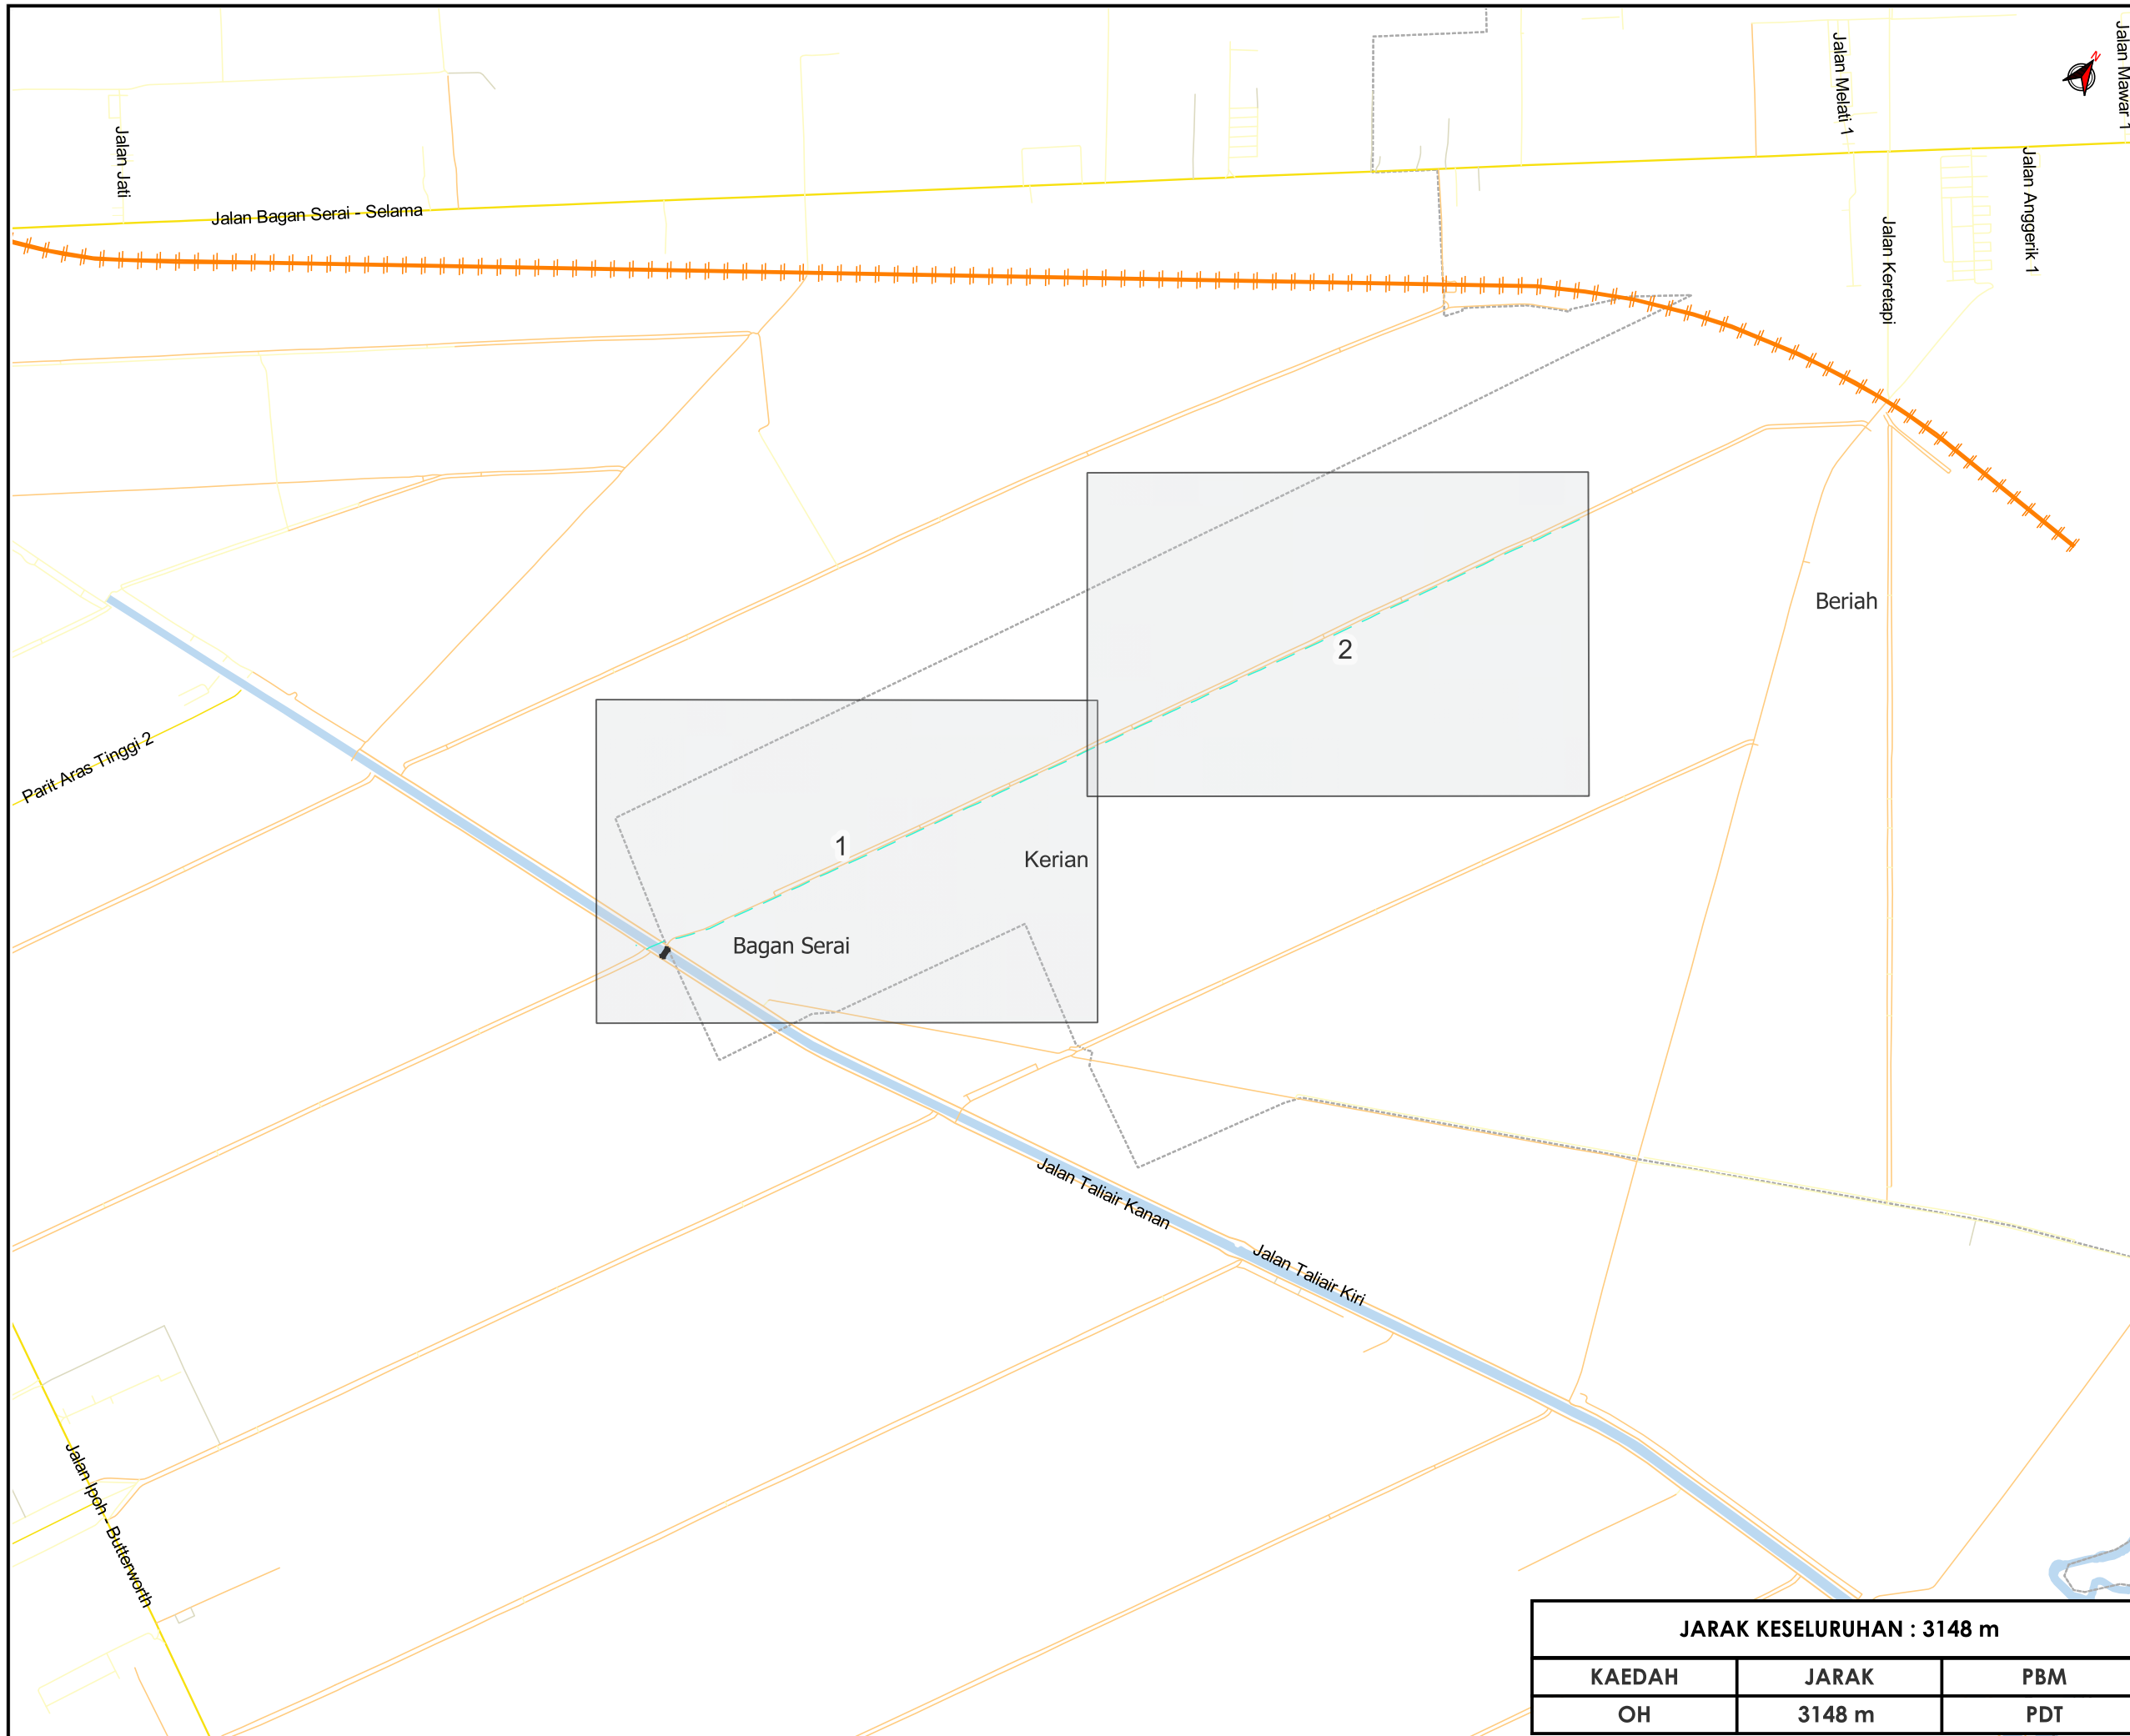 Jalan Mawar 1
N
Jalan Melati 1
Jalan Jati
Jalan Anggerik 1
Jalan Bagan Serai - Selama
Jalan Keretapi
Beriah
2
Parit Aras Tinggi 2
1
Kerian
Bagan Serai
Jalan Taliair Kanan
Jalan Taliair Kiri
Jalan Ipoh - Butterworth
JARAK KESELURUHAN : 3148 m
KAEDAH JARAK PBM
OH 3148 m PDT